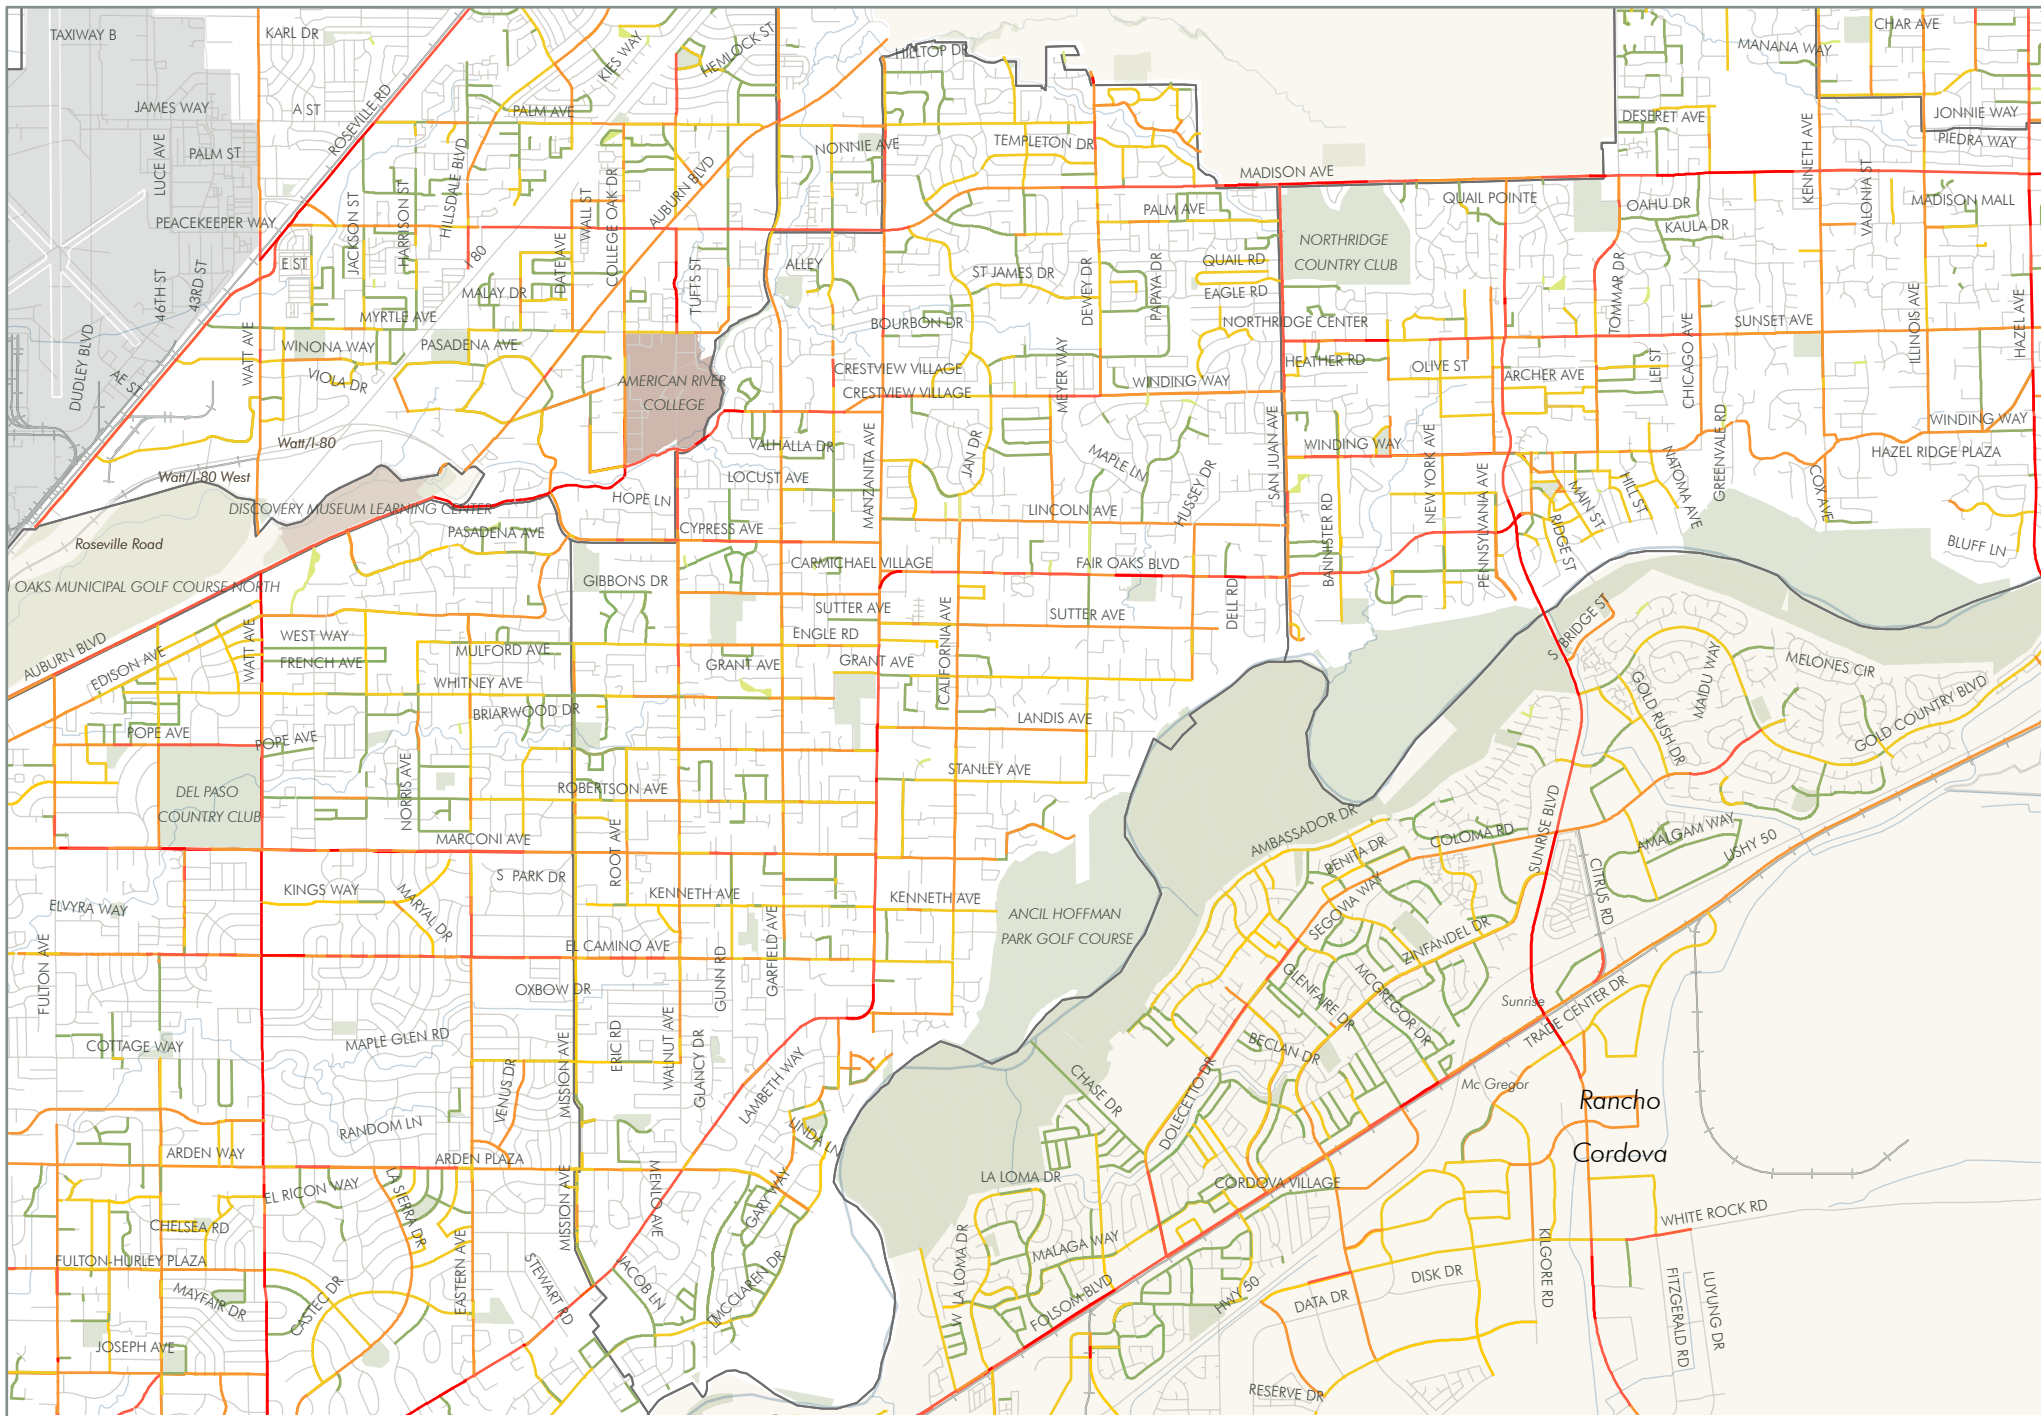 TAXIWAY B
KARL DR
KIES WAY
HEMLOCK ST
HILLTOP DR
MANANA WAY
CHAR AVE
JAMES WAY
A ST
ROSEVILLE RD
PALM AVE
DESERET AVE
JONNIE WAY
PIEDRA WAY
LUCE AVE
PALM ST
HILLSDALE BLVD
NONNIE AVE
TEMPLETON DR
KENNETH AVE
MADISON AVE
AUBURN BLVD
COLLEGE OAK DR
WALL ST
PEACEKEEPER WAY
JACKSON ST
HARRISON ST
PALM AVE
QUAIL POINTE
OAHU DR
KAULA DR
VALONIA ST
MADISON MALL
NORTHRIDGE
COUNTRY CLUB
E ST
I 80
DATE AVE
TUFTS ST
ALLEY
ST JAMES DR
QUAIL RD
EAGLE RD
46TH ST
43RD ST
MALAY DR
MYRTLE AVE
DEWEY DR
PAPAYA DR
TOMMAR DR
BOURBON DR
NORTHRIDGE CENTER
SUNSET AVE
ILLINOIS AVE
HAZEL AVE
DUDLEY BLVD
WATT AVE
WINONA WAY
PASADENA AVE
VIOLA DR
AE ST
AMERICAN RIVER
COLLEGE
CRESTVIEW VILLAGE
CRESTVIEW VILLAGE
MEYER WAY
WINDING WAY
HEATHER RD
OLIVE ST
ARCHER AVE
LEI ST
CHICAGO AVE
GREENVALE RD
WINDING WAY
HAZEL RIDGE PLAZA
Watt/I-80
Watt/I-80 West
VALHALLA DR
LOCUST AVE
MANZANITA AVE
JAN DR
MAPLE LN
HUSSEY DR
SAN JUAN AVE
WINDING WAY
BANNISTER RD
NEW YORK AVE
PENNSYLVANIA AVE
MAIN ST
HILL ST
NATOMA AVE
RIDGE ST
COX AVE
BLUFF LN
DISCOVERY MUSEUM LEARNING CENTER
HOPE LN
LINCOLN AVE
PASADENA AVE
CYPRESS AVE
Roseville Road
CARMICHAEL VILLAGE
FAIR OAKS BLVD
OAKS MUNICIPAL GOLF COURSE NORTH
GIBBONS DR
SUTTER AVE
SUTTER AVE
DELL RD
AUBURN BLVD
EDISON AVE
WATT AVE
WEST WAY
FRENCH AVE
MULFORD AVE
ENGLE RD
GRANT AVE
GRANT AVE
CALIFORNIA AVE
S BRIDGE ST
MAIDU WAY
MELONES CIR
GOLD RUSH DR
GOLD COUNTRY BLVD
WHITNEY AVE
BRIARWOOD DR
POPE AVE
POPE AVE
LANDIS AVE
STANLEY AVE
DEL PASO
COUNTRY CLUB
NORRIS AVE
ROBERTSON AVE
MARCONI AVE
ROOT AVE
AMBASSADOR DR
BENITA DR
COLOMA RD
SUNRISE BLVD
AMALGAM WAY
USHY 50
CITRUS RD
KINGS WAY
MARYAL DR
S PARK DR
KENNETH AVE
KENNETH AVE
ELVYRA WAY
FULTON AVE
EL CAMINO AVE
GARFIELD AVE
ANCIL HOFFMAN
PARK GOLF COURSE
SEGOVIA WAY
ZINFANDEL DR
GLENFAIRE DR
MCGREGOR DR
OXBOW DR
GUNN RD
Sunrise
TRADE CENTER DR
COTTAGE WAY
MAPLE GLEN RD
MISSION AVE
ERIC RD
WALNUT AVE
GLANCY DR
LAMBETH WAY
BECLAN DR
DOLECETTO DR
CHASE DR
Mc Gregor
Rancho
Cordova
VENUS DR
RANDOM LN
LINDA LN
ARDEN WAY
ARDEN PLAZA
EL RICON WAY
LA SIERRA DR
MISSION AVE
MENLO AVE
GARY WAY
LA LOMA DR
CORDOVA VILLAGE
CHELSEA RD
WHITE ROCK RD
FULTON-HURLEY PLAZA
MAYFAIR DR
CASTEC DR
EASTERN AVE
STEWART RD
JACOB LN
MCCLAREN DR
W LA LOMA DR
MALAGA WAY
FOLSOM BLVD
HWY 50
DATA DR
DISK DR
KILGORE RD
FITZGERALD RD
LUYUNG DR
JOSEPH AVE
RESERVE DR